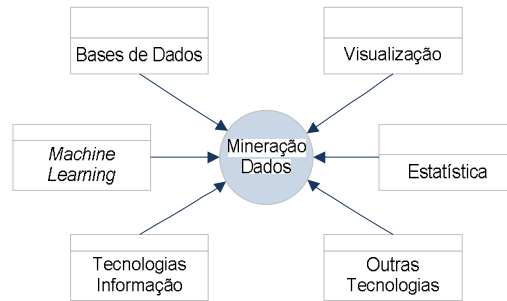 Bases de Dados
Visualização
Mineração
Dados
Machine
Learning
Estatística
Tecnologias
Informação
Outras
Tecnologias